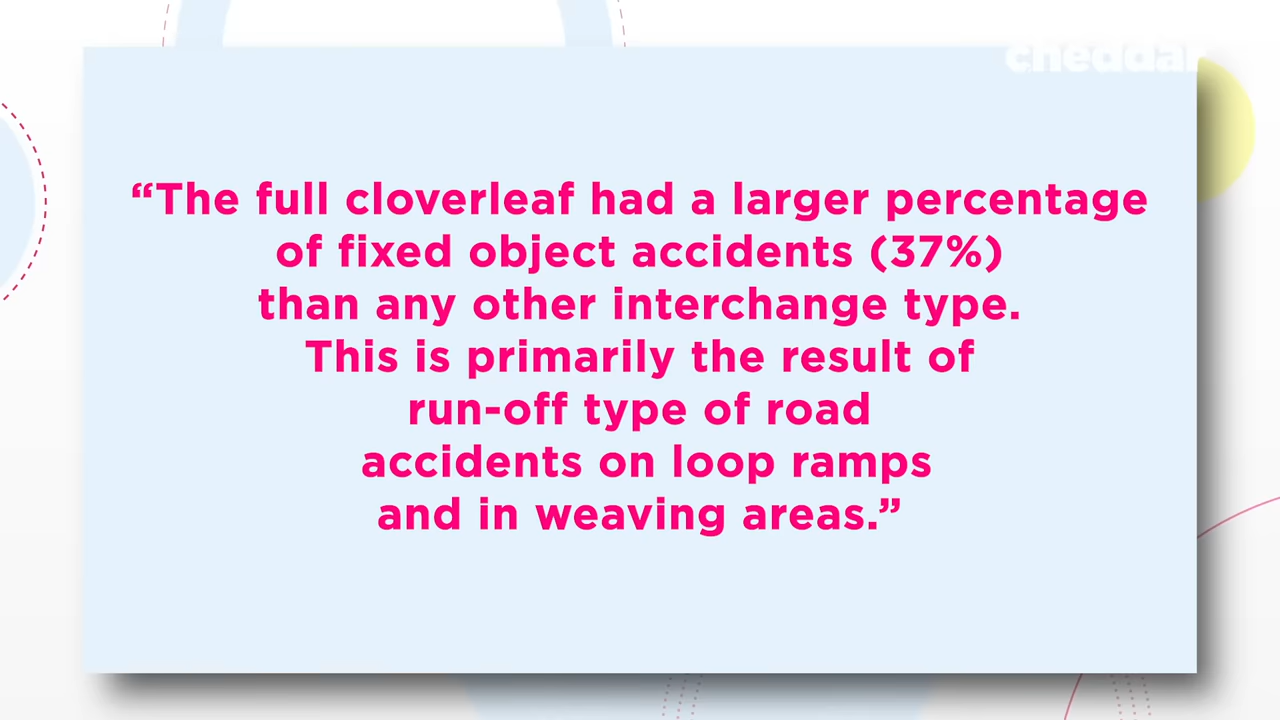 cheddar
“The full cloverleaf had a larger percentage
of fixed object accidents (37%)
than any other interchange type.
This is primarily the result of
run-off type of road
accidents on loop ramps
and in weaving areas.”